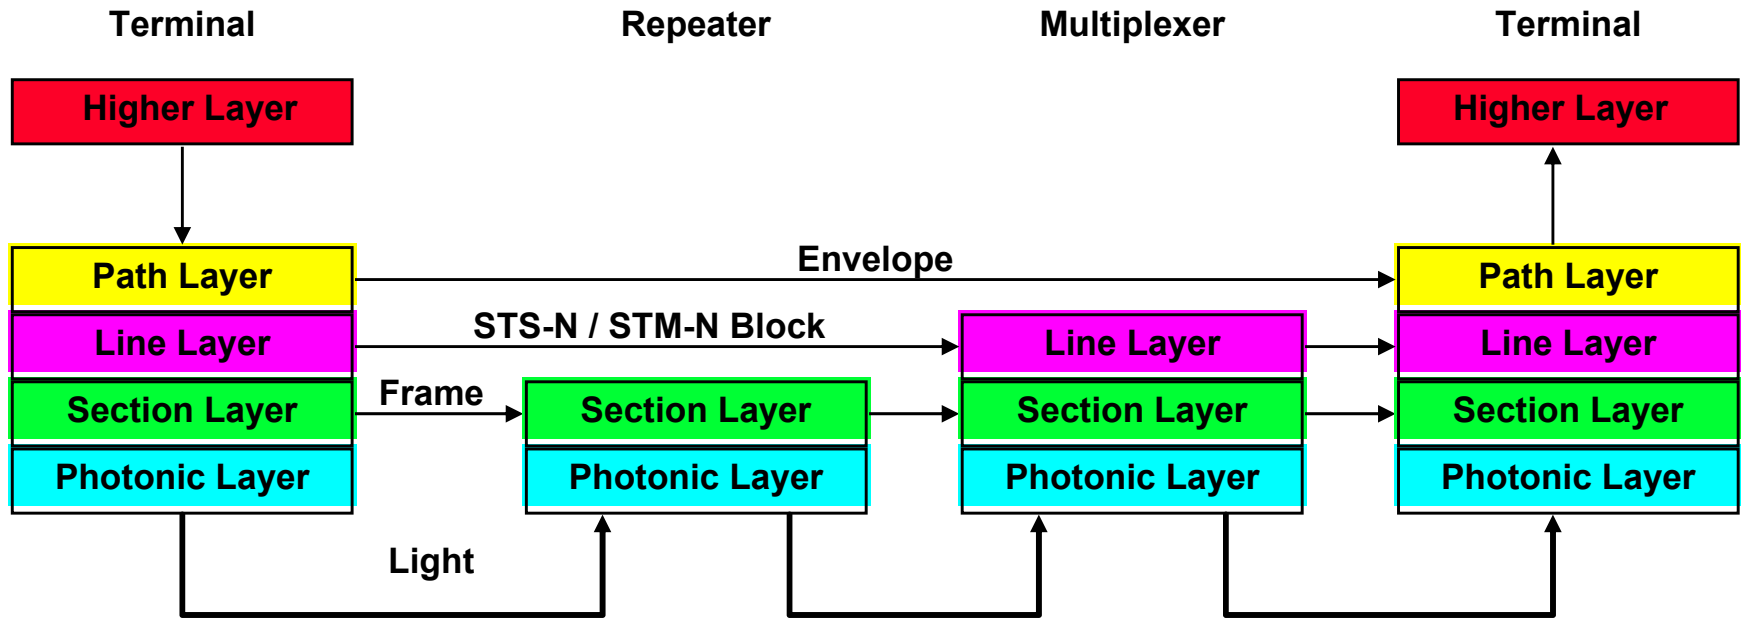 Terminal Repeater Multiplexer Terminal
Higher Layer Higher Layer
Envelope
Path Layer Path Layer
STS-N / STM-N Block
Line Layer Line Layer Line Layer
Frame
Section Layer Section Layer Section Layer Section Layer
Photonic Layer Photonic Layer Photonic Layer Photonic Layer
Light